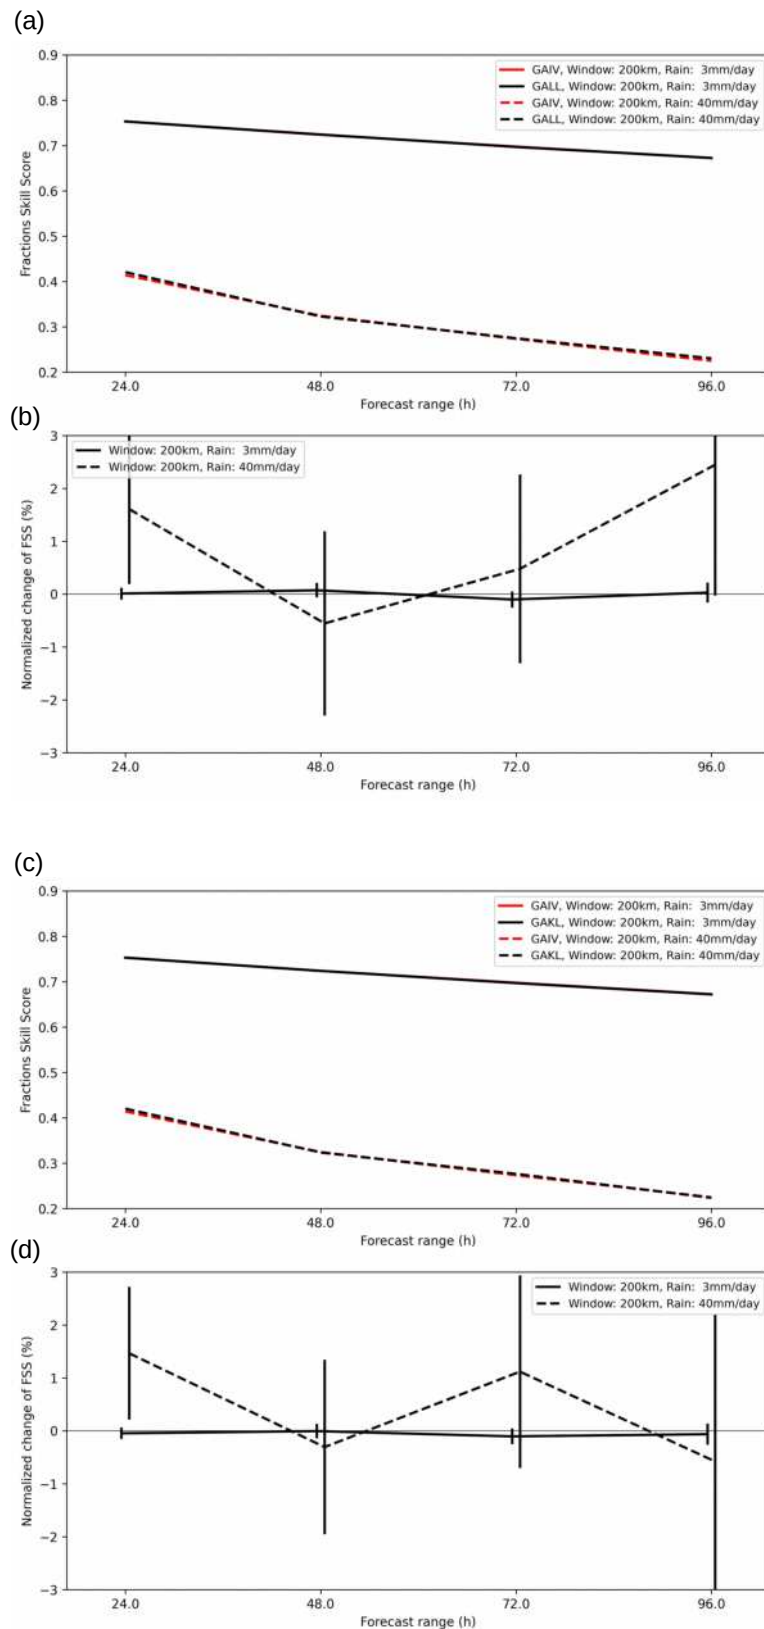 (a)
0.9
0.8
0.7
0.6
0.5
0.4
0.3
0.2
Fractions Skill Score
GAIV, Window: 200km, Rain:  3mm/day
GALL, Window: 200km, Rain:  3mm/day
GAIV, Window: 200km, Rain: 40mm/day
GALL, Window: 200km, Rain: 40mm/day
24.0 48.0 72.0 96.0
Forecast range (h)
(b)
3
2
1
0
−1
−2
−3
Normalized change of FSS (%)
Window: 200km, Rain:  3mm/day
Window: 200km, Rain: 40mm/day
24.0 48.0 72.0 96.0
Forecast range (h)
(c)
0.9
0.8
0.7
0.6
0.5
0.4
0.3
0.2
Fractions Skill Score
GAIV, Window: 200km, Rain:  3mm/day
GAKL, Window: 200km, Rain:  3mm/day
GAIV, Window: 200km, Rain: 40mm/day
GAKL, Window: 200km, Rain: 40mm/day
24.0 48.0 72.0 96.0
Forecast range (h)
(d)
3
2
1
0
−1
−2
−3
Normalized change of FSS (%)
Window: 200km, Rain:  3mm/day
Window: 200km, Rain: 40mm/day
24.0 48.0 72.0 96.0
Forecast range (h)